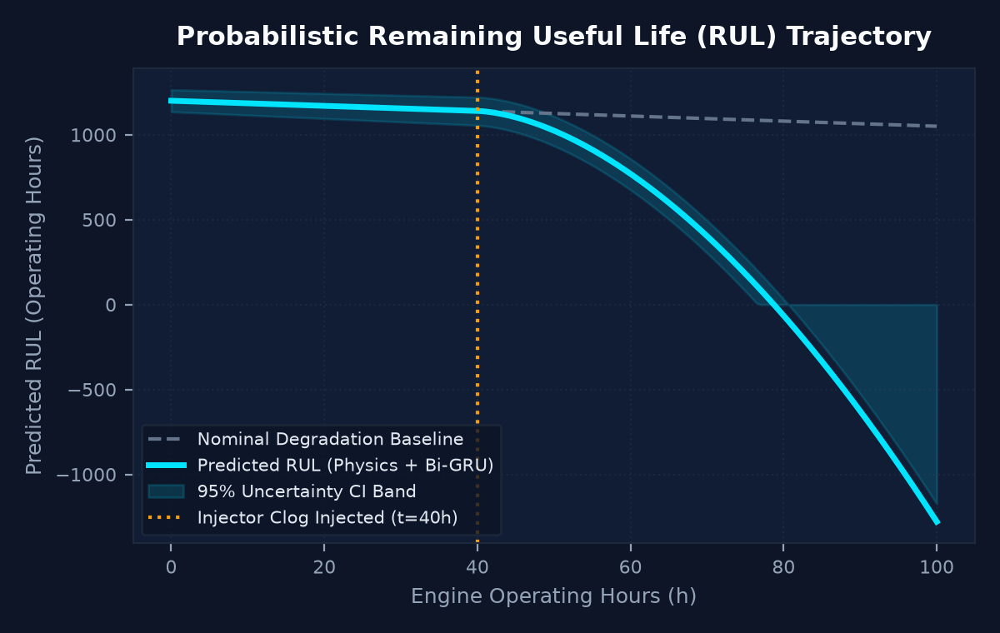 Probabilistic Remaining Useful Life (RUL) Trajectory
Predicted RUL (Operating Hours)
1000
500
0
−500
−1000
Nominal Degradation Baseline
Predicted RUL (Physics + Bi-GRU)
95% Uncertainty CI Band
Injector Clog Injected (t=40h)
0 20 40 60 80 100
Engine Operating Hours (h)